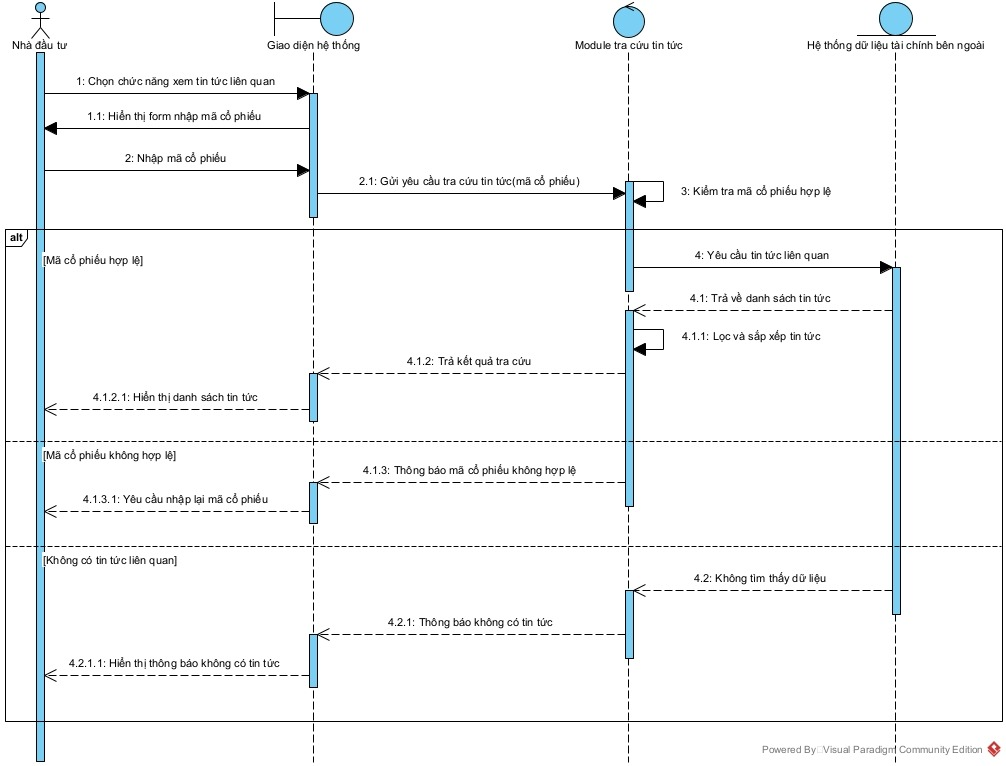 Nhà đầu tư
Giao diện hệ thống
Module tra cứu tin tức
Hệ thống dữ liệu tài chính bên ngoài
1: Chọn chức năng xem tin tức liên quan
1.1: Hiển thị form nhập mã cổ phiếu
2: Nhập mã cổ phiếu
2.1: Gửi yêu cầu tra cứu tin tức(mã cổ phiếu)
3: Kiểm tra mã cổ phiếu hợp lệ
alt
[Mã cổ phiếu hợp lệ]
4: Yêu cầu tin tức liên quan
4.1: Trả về danh sách tin tức
4.1.1: Lọc và sắp xếp tin tức
4.1.2: Trả kết quả tra cứu
4.1.2.1: Hiển thị danh sách tin tức
[Mã cổ phiếu không hợp lệ]
4.1.3: Thông báo mã cổ phiếu không hợp lệ
4.1.3.1: Yêu cầu nhập lại mã cổ phiếu
[Không có tin tức liên quan]
4.2: Không tìm thấy dữ liệu
4.2.1: Thông báo không có tin tức
4.2.1.1: Hiển thị thông báo không có tin tức
Powered By Visual Paradigm Community Edition